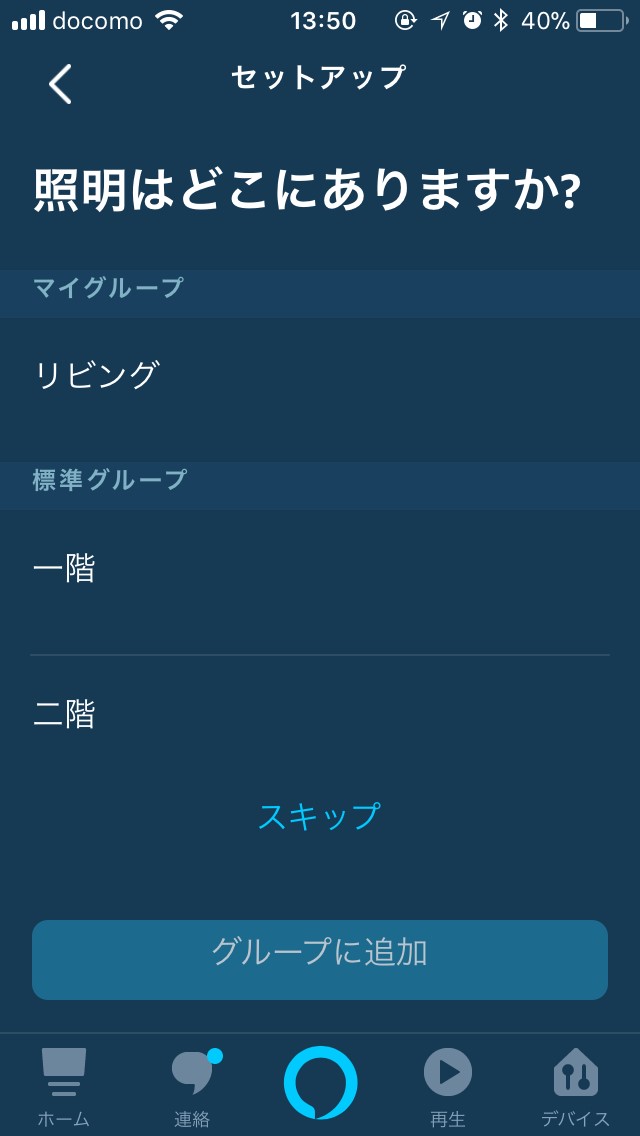 docomo 13:50 40%
セットアップ
照明はどこにありますか?
マイグループ
リビング
標準グループ
一階
二階
スキップ
グループに追加
ホーム 連絡 再生 デバイス